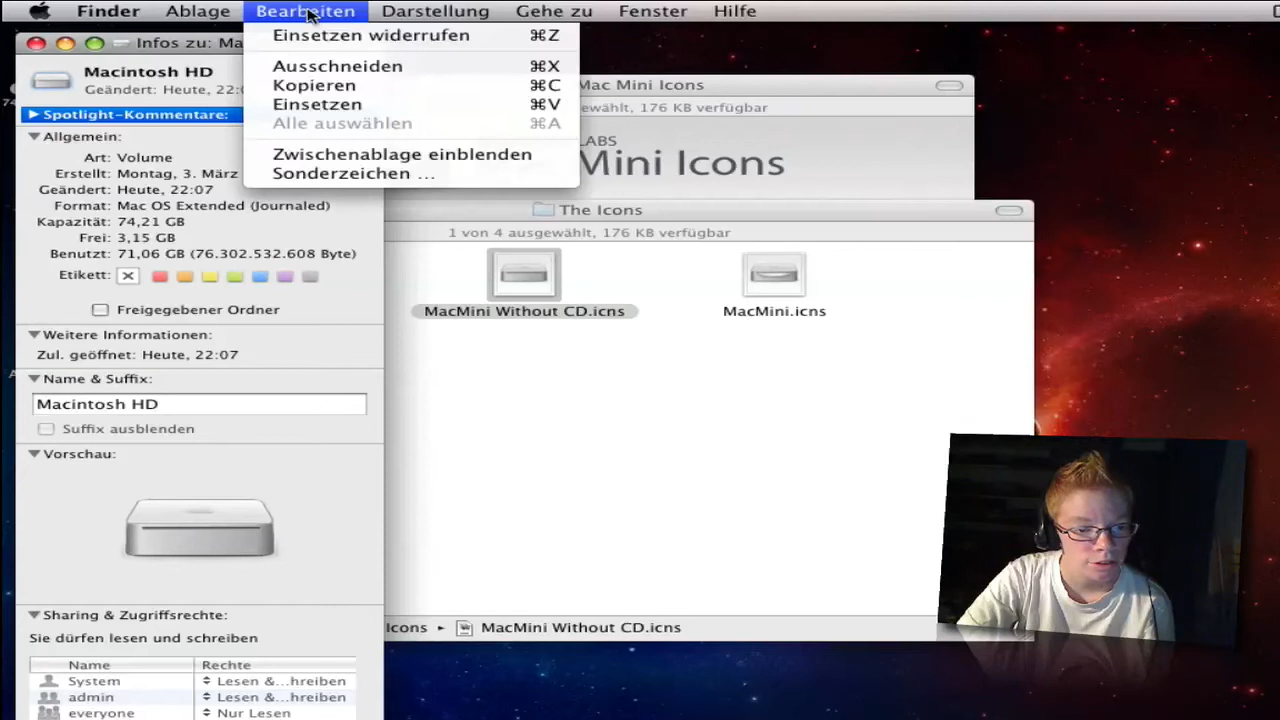 Finder Ablage Bearbeiten Darstellung Gehe zu Fenster Hilfe
Einsetzen widerrufen ⌘Z
Ausschneiden ⌘X
Kopieren ⌘C
Einsetzen ⌘V
Alle auswählen ⌘A
Zwischenablage einblenden
Sonderzeichen ...
Infos zu: Ma
Macintosh HD
Geändert: Heute, 22:0
Spotlight-Kommentare:
Allgemein:
Art: Volume
Erstellt: Montag, 3. März
Geändert: Heute, 22:07
Format: Mac OS Extended (Journaled)
Kapazität: 74,21 GB
Frei: 3,15 GB
Benutzt: 71,06 GB (76.302.532.608 Byte)
Etikett:
Freigegebener Ordner
Weitere Informationen:
Zul. geöffnet: Heute, 22:07
Name & Suffix:
Macintosh HD
Suffix ausblenden
Vorschau:
Sharing & Zugriffsrechte:
Sie dürfen lesen und schreiben
Name Rechte
System Lesen &...hreiben
admin Lesen &...hreiben
everyone Nur Lesen
Mac Mini Icons
ewählt, 176 KB verfügbar
LABS
Mini Icons
The Icons
1 von 4 ausgewählt, 176 KB verfügbar
MacMini Without CD.icns
MacMini.icns
Icons ▸ MacMini Without CD.icns